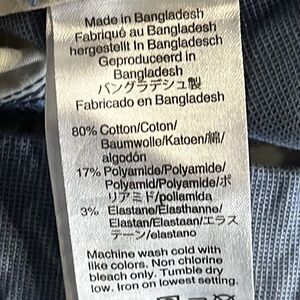 Made in Bangladesh
Fabriqué au Bangladesh
hergestellt in Bangladesch
Geproduceerd in
Bangladesh
バングラデシュ製
Fabricado en Bangladesh
80% Cotton/Coton/
Baumwolle/Katoen/綿/
algodón
17% Polyamide/Polyamide/
Polyamid/Polyamide/ポ
リアミド/poliamida
3% Elastane/Élasthanne/
Elastan/Elastaan/エラス
テーン/elastano
Machine wash cold with
like colors. Non chlorine
bleach only. Tumble dry
low. Iron on lowest setting.